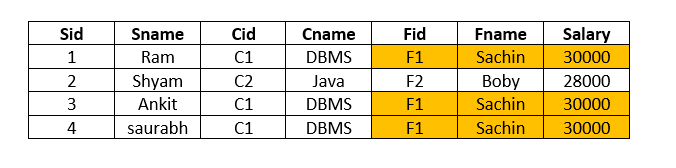 Sid Sname Cid Cname Fid Fname Salary
1 Ram C1 DBMS F1 Sachin 30000
2 Shyam C2 Java F2 Boby 28000
3 Ankit C1 DBMS F1 Sachin 30000
4 saurabh C1 DBMS F1 Sachin 30000